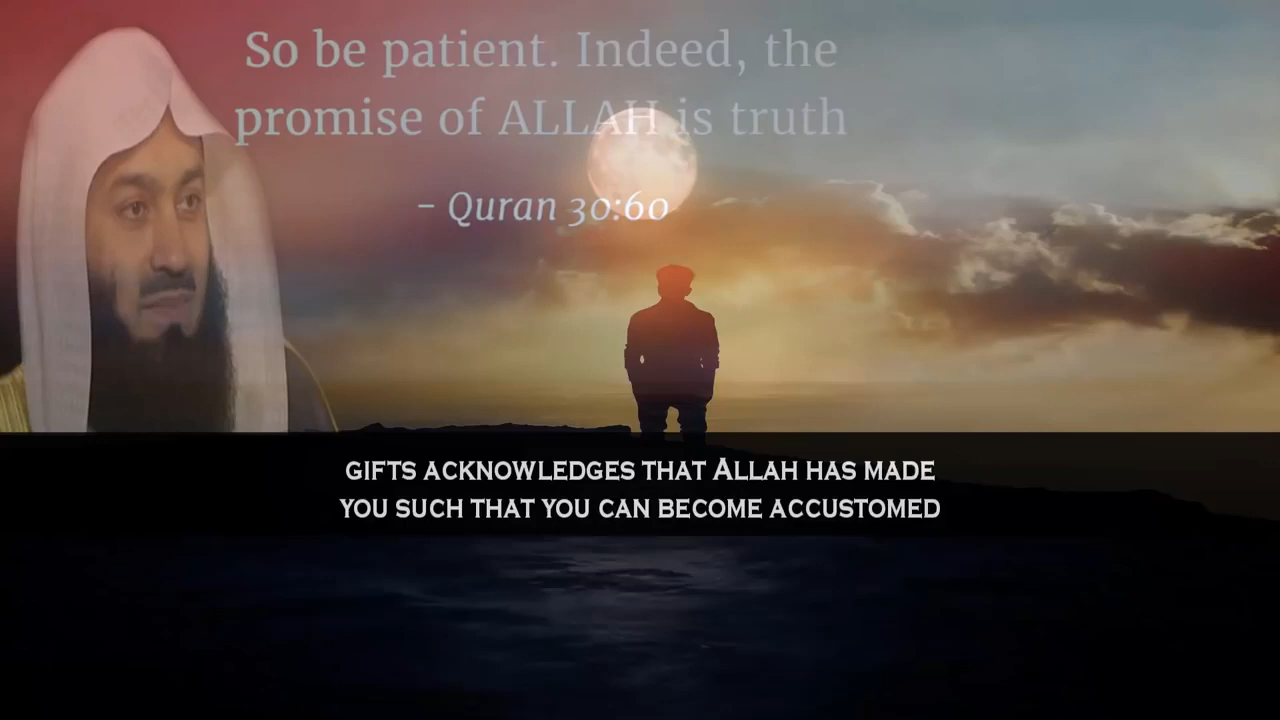 So be patient. Indeed, the
promise of ALLAH is truth
- Quran 30:60
GIFTS ACKNOWLEDGES THAT ALLAH HAS MADE
YOU SUCH THAT YOU CAN BECOME ACCUSTOMED